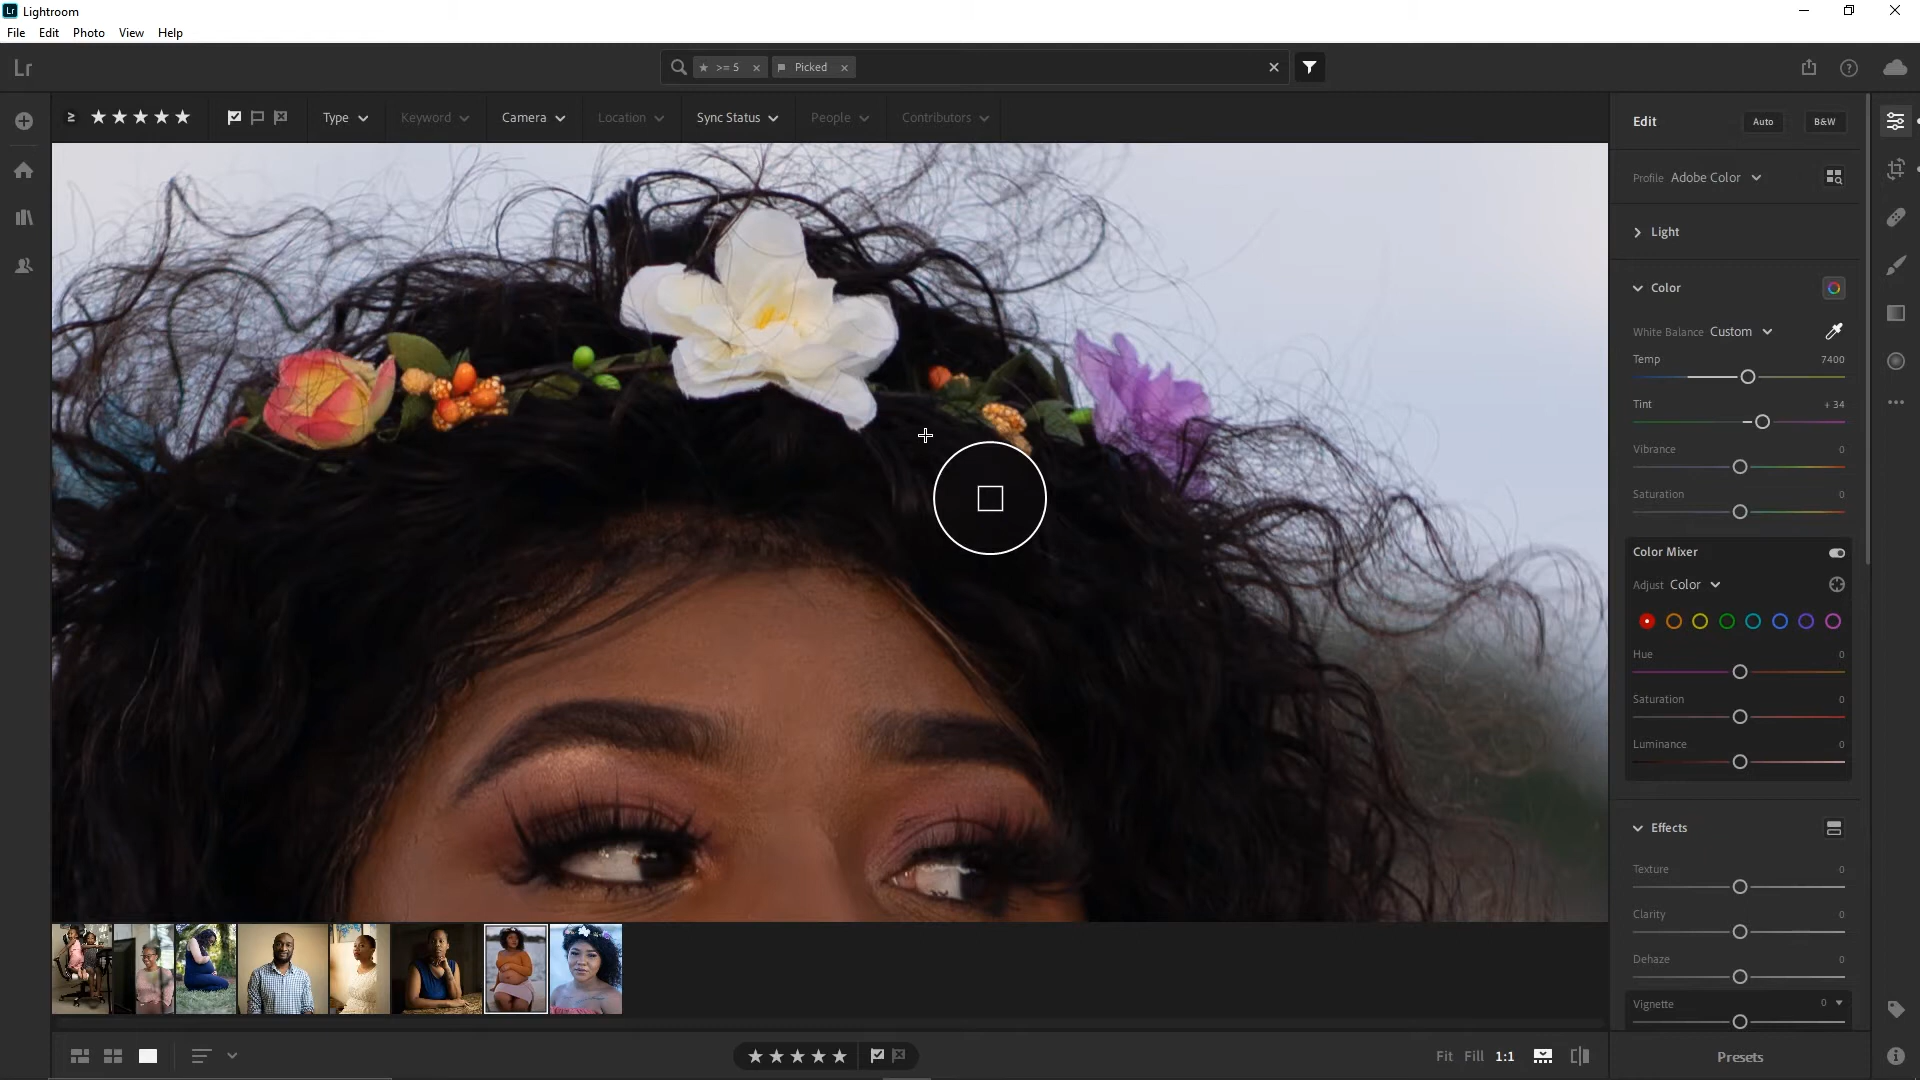 Lr Lightroom
File Edit Photo View Help
Lr
>= 5 Picked
≥ Type Keyword Camera Location Sync Status People Contributors
Edit Auto B&W
Profile Adobe Color
Light
Color
White Balance Custom
Temp 7400
Tint + 34
Vibrance 0
Saturation 0
Color Mixer
Adjust Color
Hue 0
Saturation 0
Luminance 0
Effects
Texture 0
Clarity 0
Dehaze 0
Vignette 0
Fit Fill 1:1
Presets